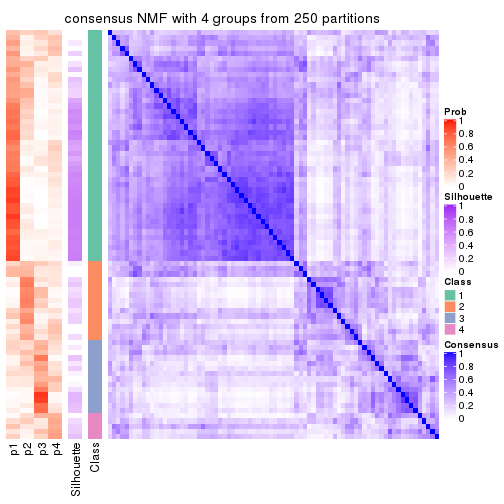 consensus NMF with 4 groups from 250 partitions
p1
p2
p3
p4
Silhouette
Class
Prob
1
0.8
0.6
0.4
0.2
0
Silhouette
1
0.8
0.6
0.4
0.2
0
Class
1
2
3
4
Consensus
1
0.8
0.6
0.4
0.2
0